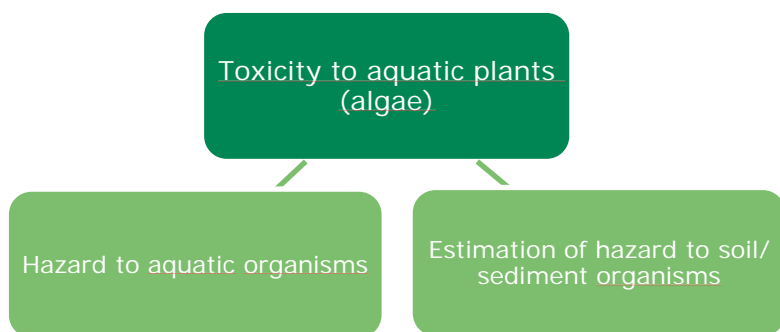 Toxicity to aquatic plants
(algae)
Hazard to aquatic organisms
Estimation of hazard to soil/
sediment organisms